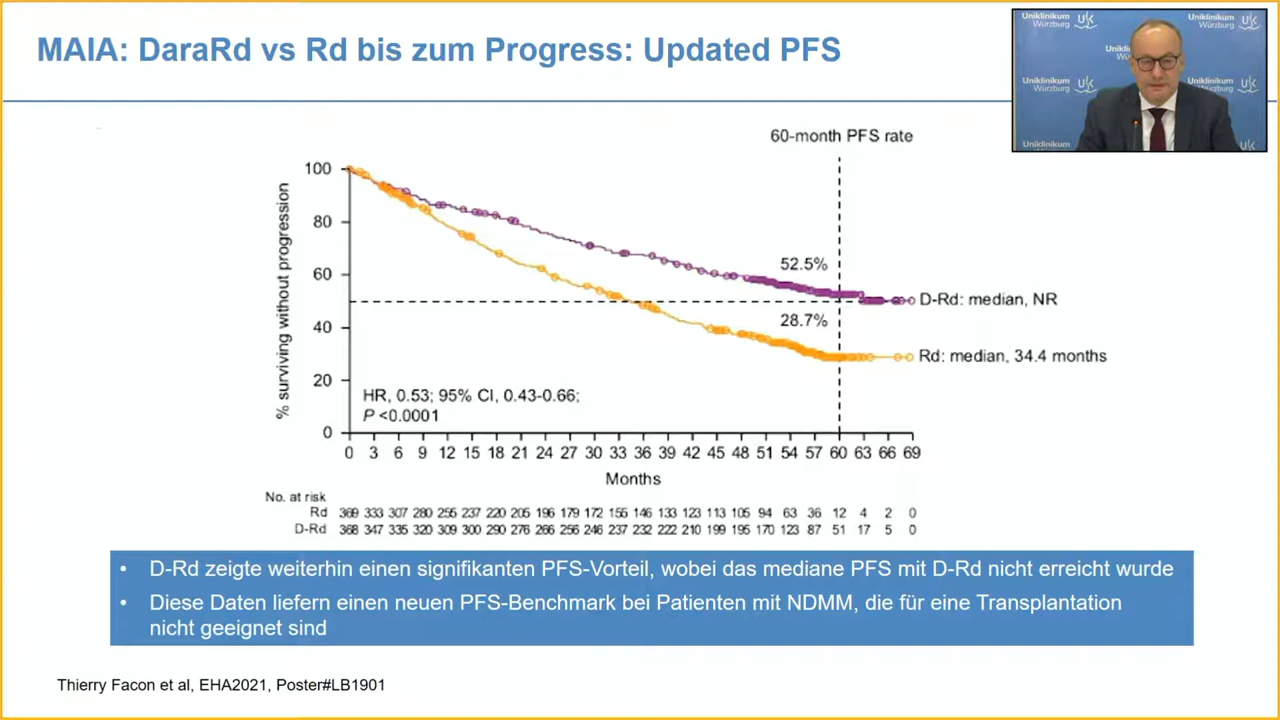 MAIA: DaraRd vs Rd bis zum Progress: Updated PFS
Uniklinikum
Würzburg
Uniklinikum
Würzburg
Uniklinikum
Würzburg
Uniklinikum
Würzburg
Uniklinikum
60-month PFS rate
% surviving without progression
100
80
60
40
20
0
52.5%
28.7%
D-Rd: median, NR
Rd: median, 34.4 months
HR, 0.53; 95% CI, 0.43-0.66;
P <0.0001
0 3 6 9 12 15 18 21 24 27 30 33 36 39 42 45 48 51 54 57 60 63 66 69
Months
No. at risk
Rd 369 333 307 280 255 237 220 205 196 179 172 155 146 133 123 113 105 94 63 36 12 4 2 0
D-Rd 368 347 335 320 309 300 290 276 266 256 246 237 232 222 210 199 195 170 123 87 51 17 5 0
• D-Rd zeigte weiterhin einen signifikanten PFS-Vorteil, wobei das mediane PFS mit D-Rd nicht erreicht wurde
• Diese Daten liefern einen neuen PFS-Benchmark bei Patienten mit NDMM, die für eine Transplantation
nicht geeignet sind
Thierry Facon et al, EHA2021, Poster#LB1901